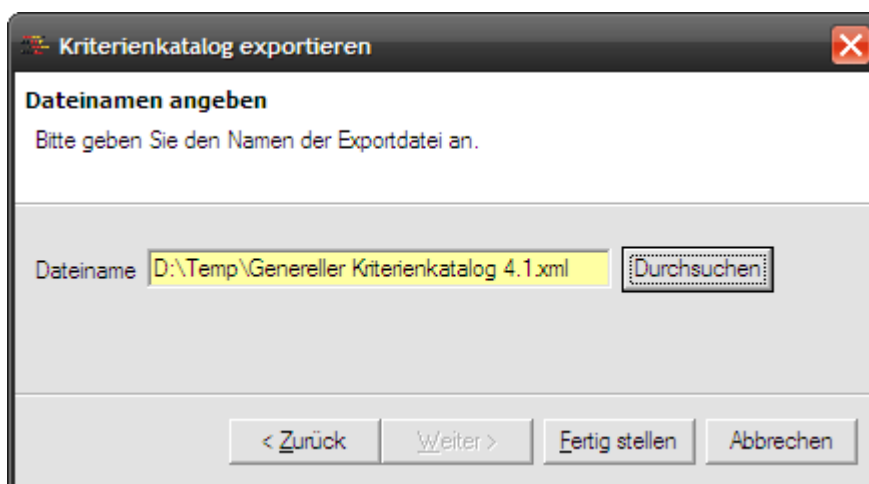 Kriterienkatalog exportieren
Dateinamen angeben
Bitte geben Sie den Namen der Exportdatei an.
Dateiname D:\Temp\Genereller Kriterienkatalog 4.1.xml Durchsuchen
< Zurück Weiter > Fertig stellen Abbrechen